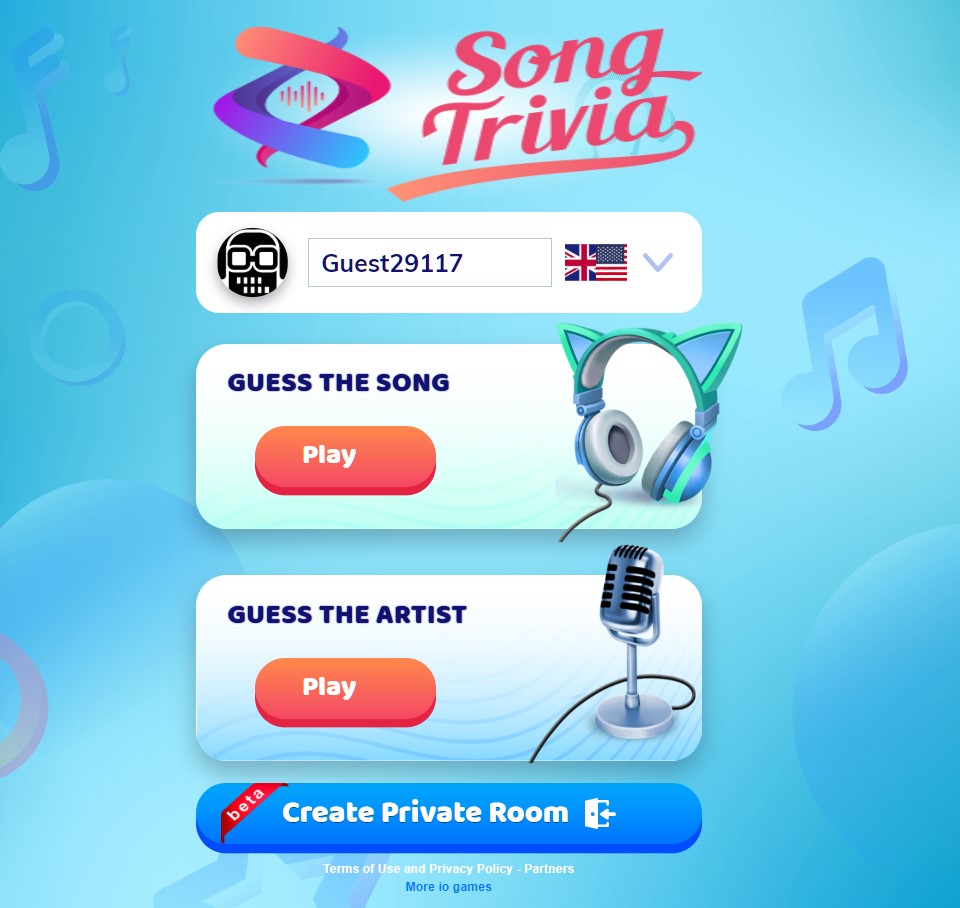 Song
Trivia
Guest29117
GUESS THE SONG
Play
GUESS THE ARTIST
Play
beta
Create Private Room
Terms of Use and Privacy Policy - Partners
More io games